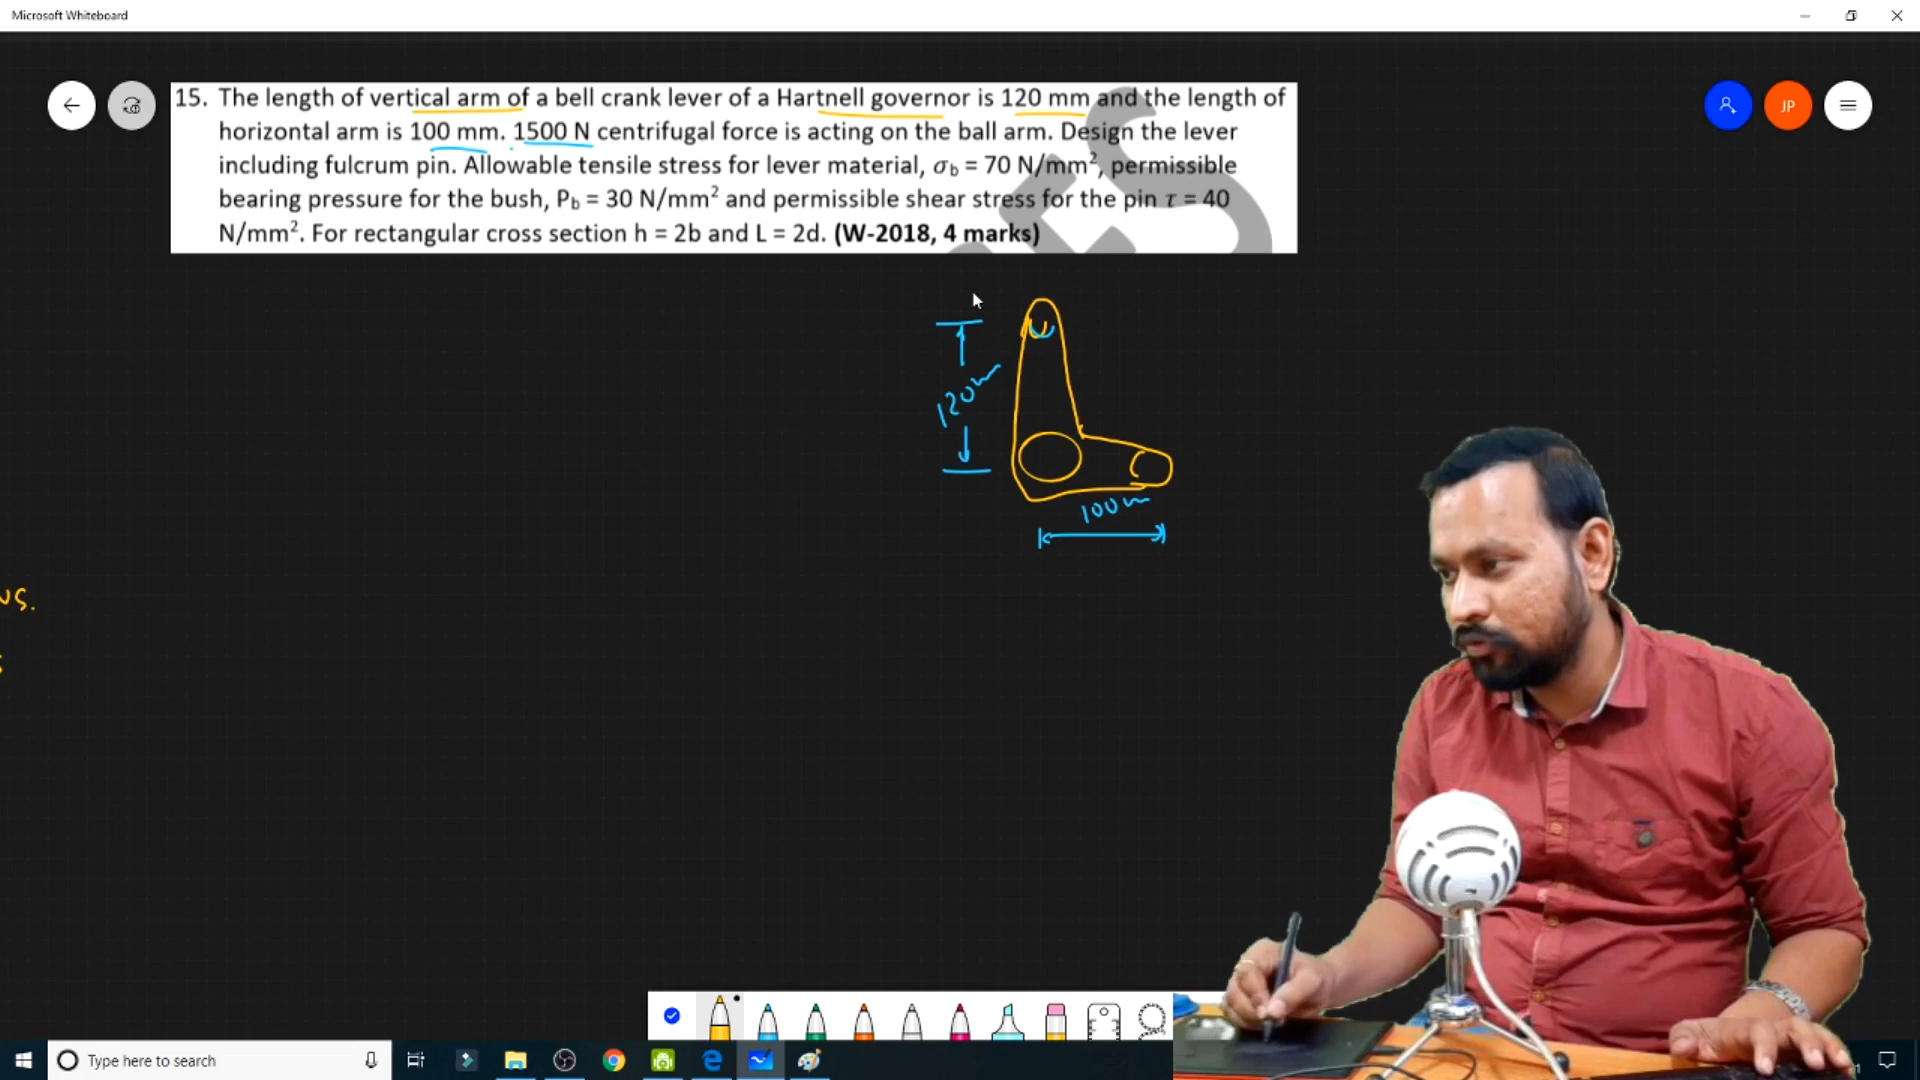 Microsoft Whiteboard
15. The length of vertical arm of a bell crank lever of a Hartnell governor is 120 mm and the length of
horizontal arm is 100 mm. 1500 N centrifugal force is acting on the ball arm. Design the lever
including fulcrum pin. Allowable tensile stress for lever material, σb = 70 N/mm², permissible
bearing pressure for the bush, Pb = 30 N/mm² and permissible shear stress for the pin τ = 40
N/mm². For rectangular cross section h = 2b and L = 2d. (W-2018, 4 marks)
JP
120m
100m
Type here to search